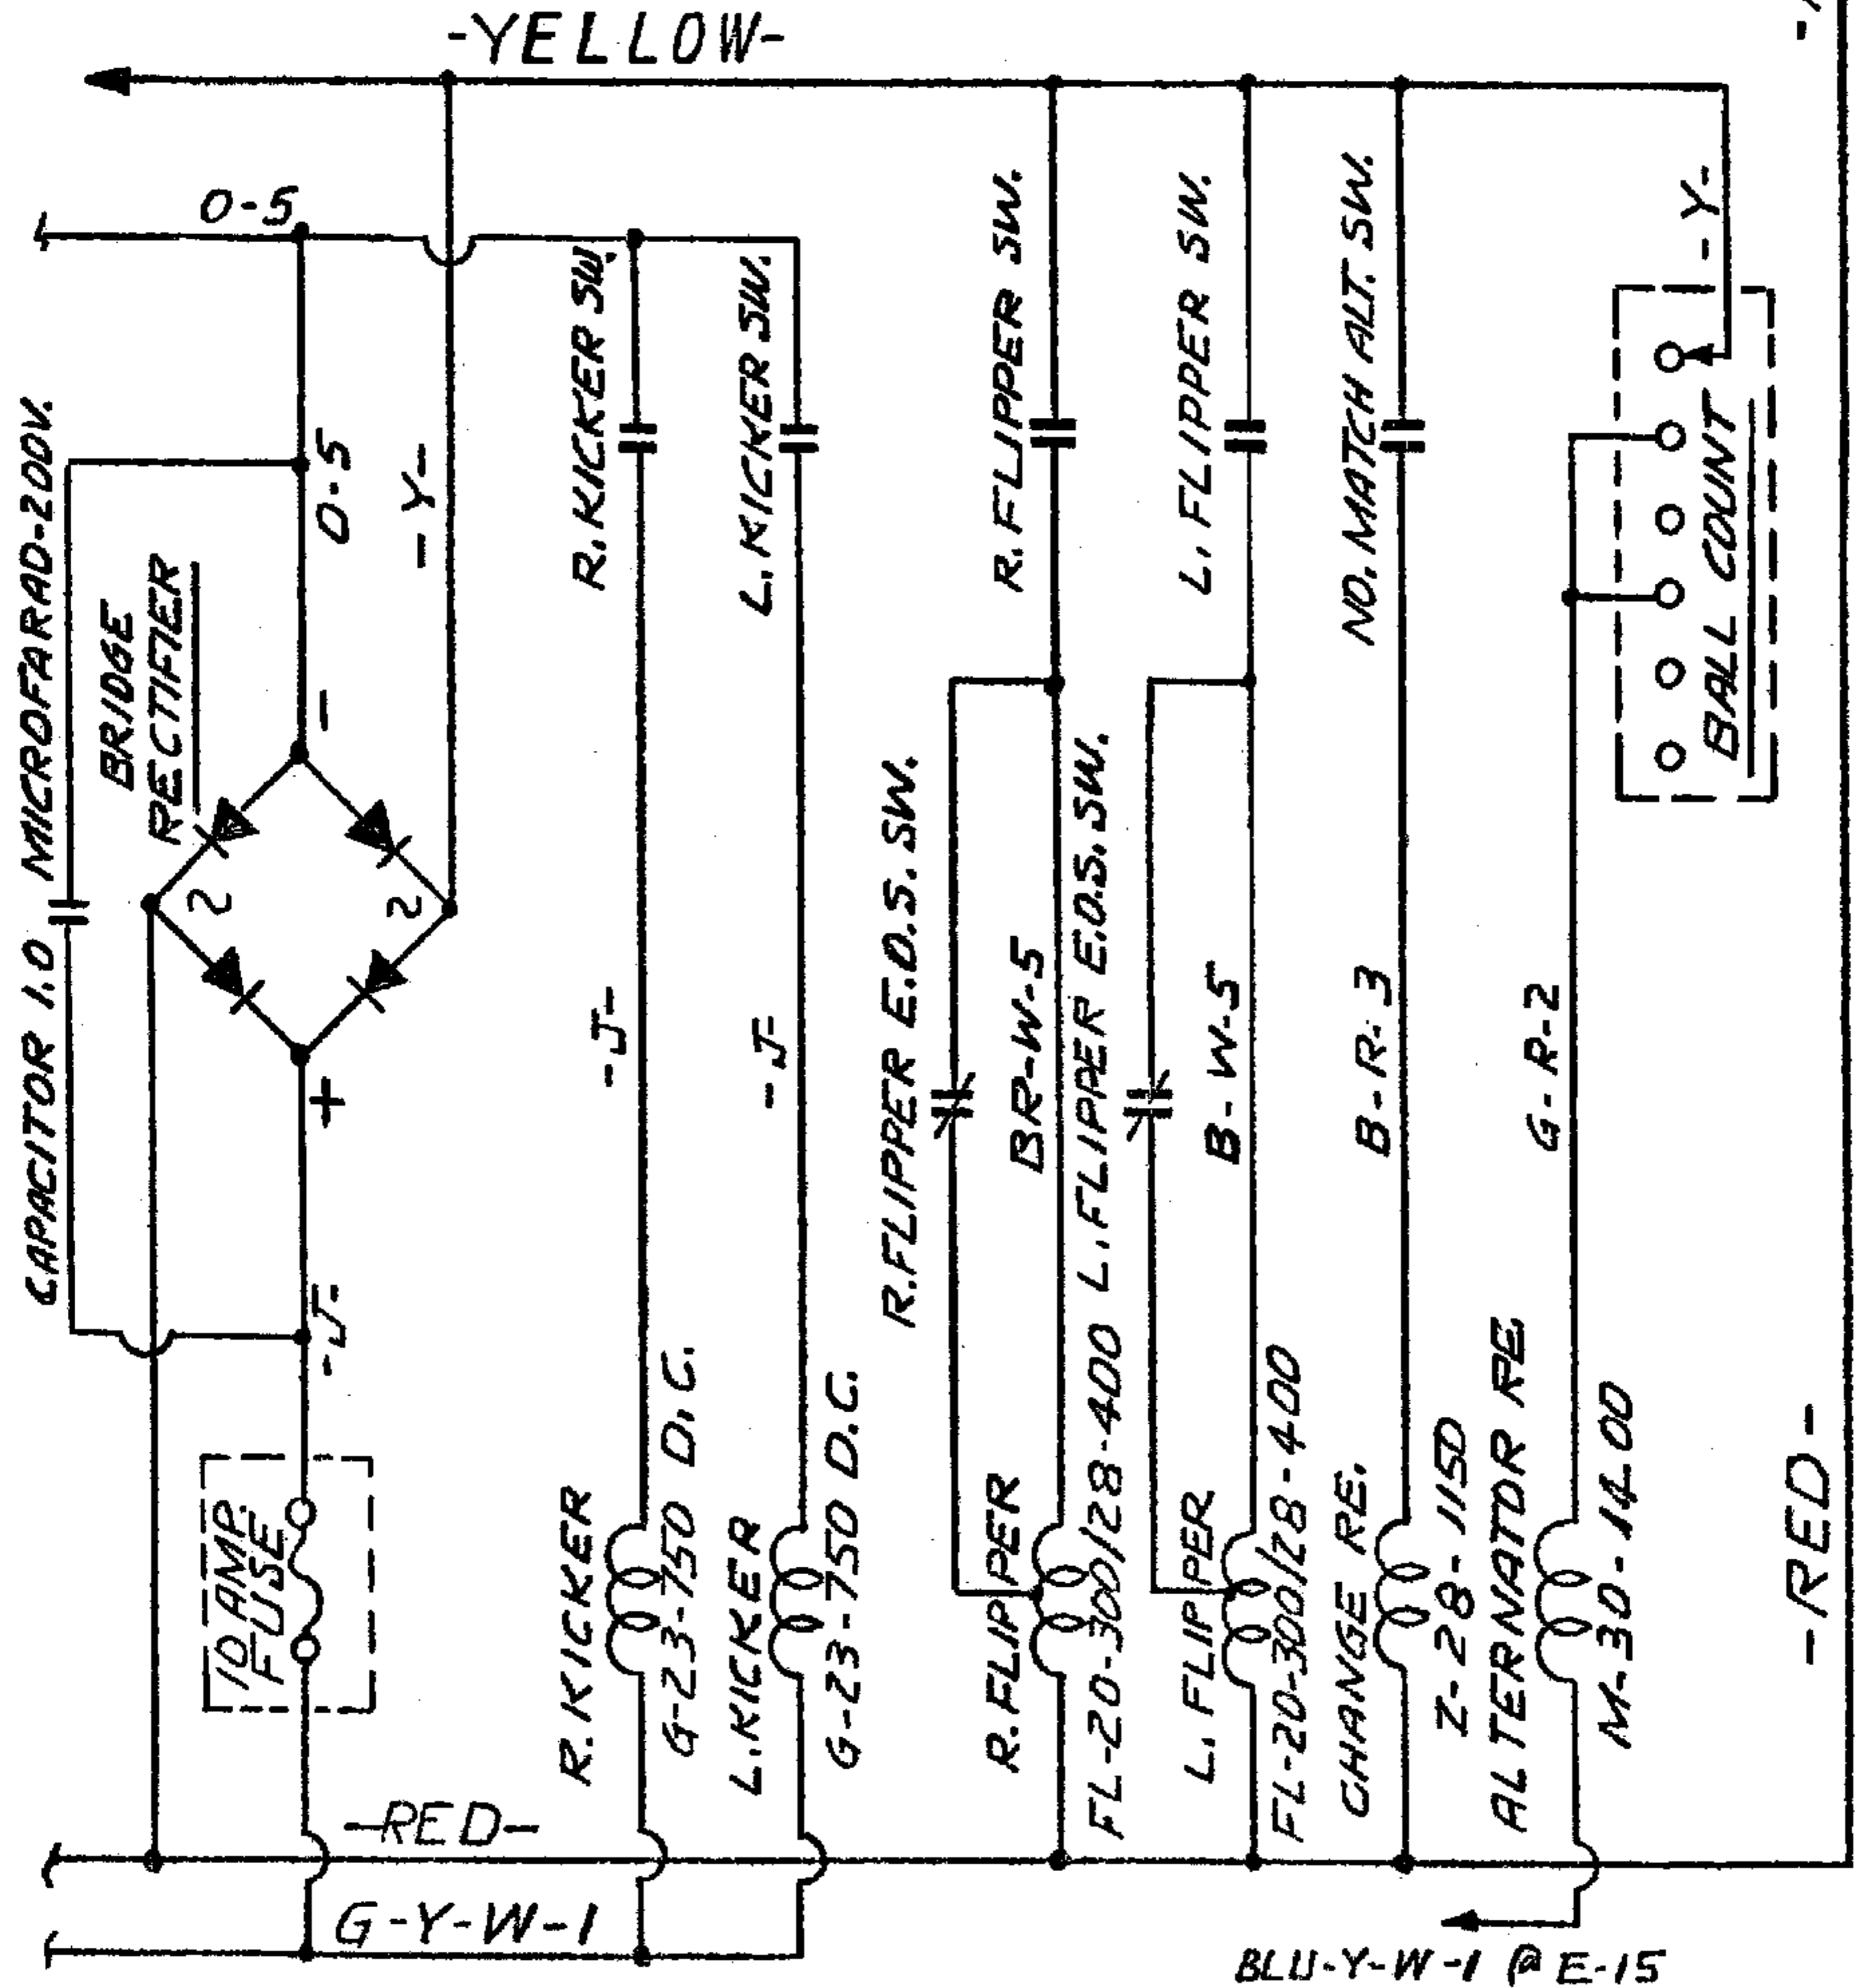 -YELLOW-
O-S
CAPACITOR 1.0 MICROFARAD-200V.
BRIDGE
RECTIFIER
O-S
-Y-
-
+
-J-
10 AMP.
FUSE
R. KICKER SW.
-J-
R. KICKER
G-23-750 D.C.
L. KICKER SW.
-J-
L. KICKER
G-23-750 D.C.
R. FLIPPER SW.
R. FLIPPER E.O.S. SW.
BR-W-5
R. FLIPPER
FL-20-300/28-400
L. FLIPPER SW.
L. FLIPPER E.O.S. SW.
B-W-5
L. FLIPPER
FL-20-300/28-400
NO. MATCH ALT. SW.
B-R-3
CHANGE RE.
Z-28-1150
-Y-
BALL COUNT
G-R-2
ALTERNATOR RE
M-30-1400
-RED-
-RED-
G-Y-W-1
BLU-Y-W-1 @ E-15